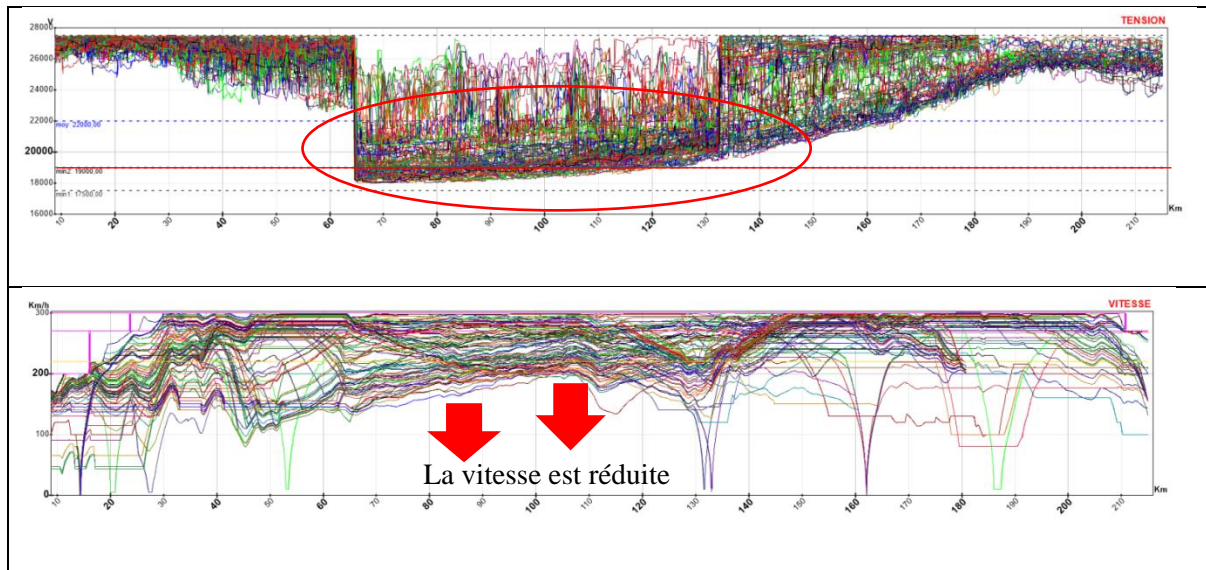 V
TENSION
28000
26000
24000
22000
moy 22000,00
20000
min2 19000,00
18000
min1 17500,00
16000
Km
10 20 30 40 50 60 70 80 90 100 110 120 130 140 150 160 170 180 190 200 210
Km/h
VITESSE
300
200
100
0
La vitesse est réduite
Km
10 20 30 40 50 60 70 80 90 100 110 120 130 140 150 160 170 180 190 200 210